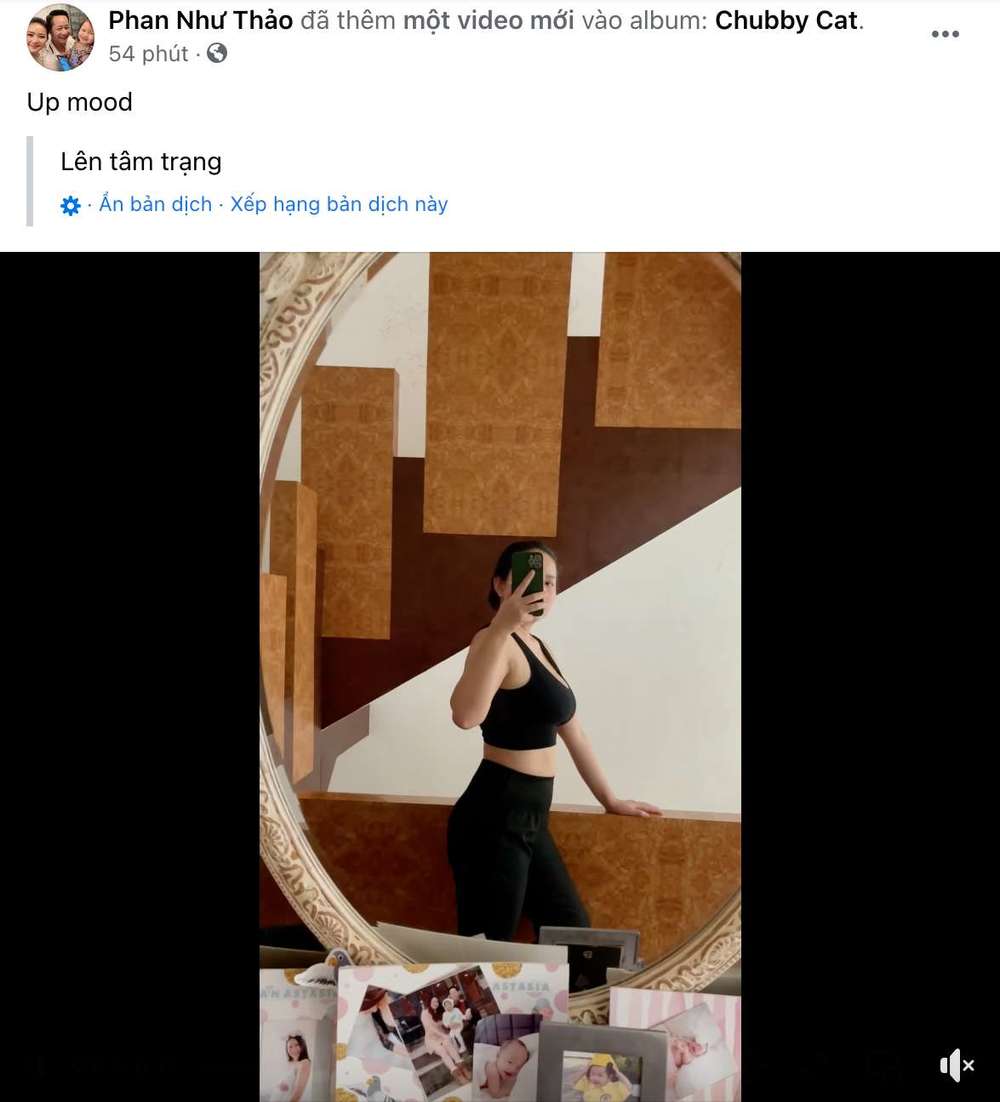 Phan Như Thảo đã thêm một video mới vào album: Chubby Cat.
54 phút ·
Up mood
Lên tâm trạng
· Ẩn bản dịch · Xếp hạng bản dịch này
ANASTASIA
ASTASIA